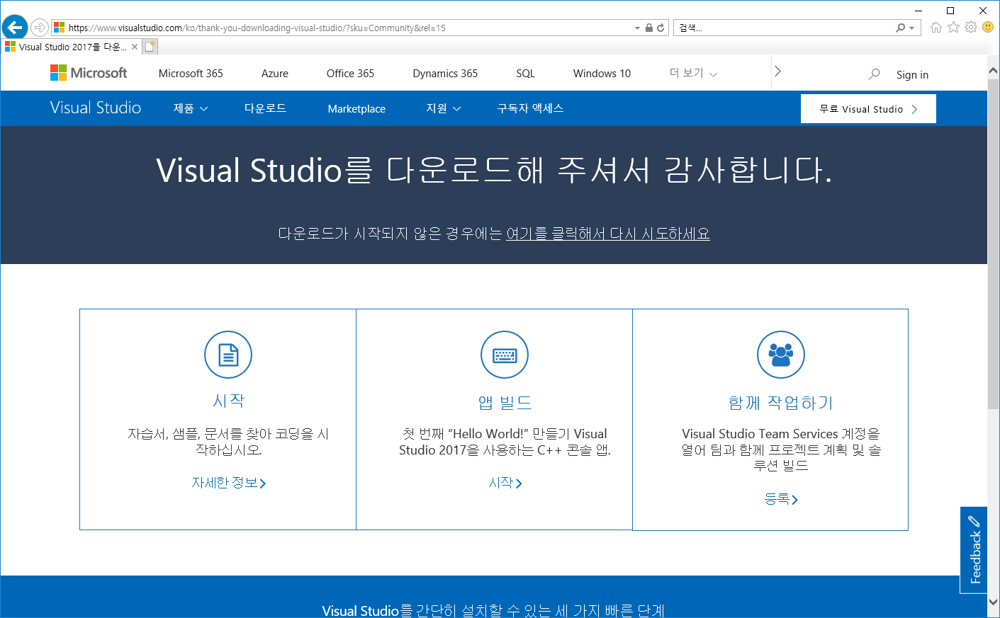 https://www.visualstudio.com/ko/thank-you-downloading-visual-studio/?sku=Community&rel=15
검색...
Visual Studio 2017을 다운...
Microsoft
Microsoft 365
Azure
Office 365
Dynamics 365
SQL
Windows 10
더 보기
Sign in
Visual Studio
제품
다운로드
Marketplace
지원
구독자 액세스
무료 Visual Studio
Visual Studio를 다운로드해 주셔서 감사합니다.
다운로드가 시작되지 않은 경우에는 여기를 클릭해서 다시 시도하세요
시작
자습서, 샘플, 문서를 찾아 코딩을 시
작하십시오.
자세한 정보
앱 빌드
첫 번째 “Hello World!” 만들기 Visual
Studio 2017을 사용하는 C++ 콘솔 앱.
시작
함께 작업하기
Visual Studio Team Services 계정을
열어 팀과 함께 프로젝트 계획 및 솔
루션 빌드
등록
Feedback
Visual Studio를 간단히 설치할 수 있는 세 가지 빠른 단계